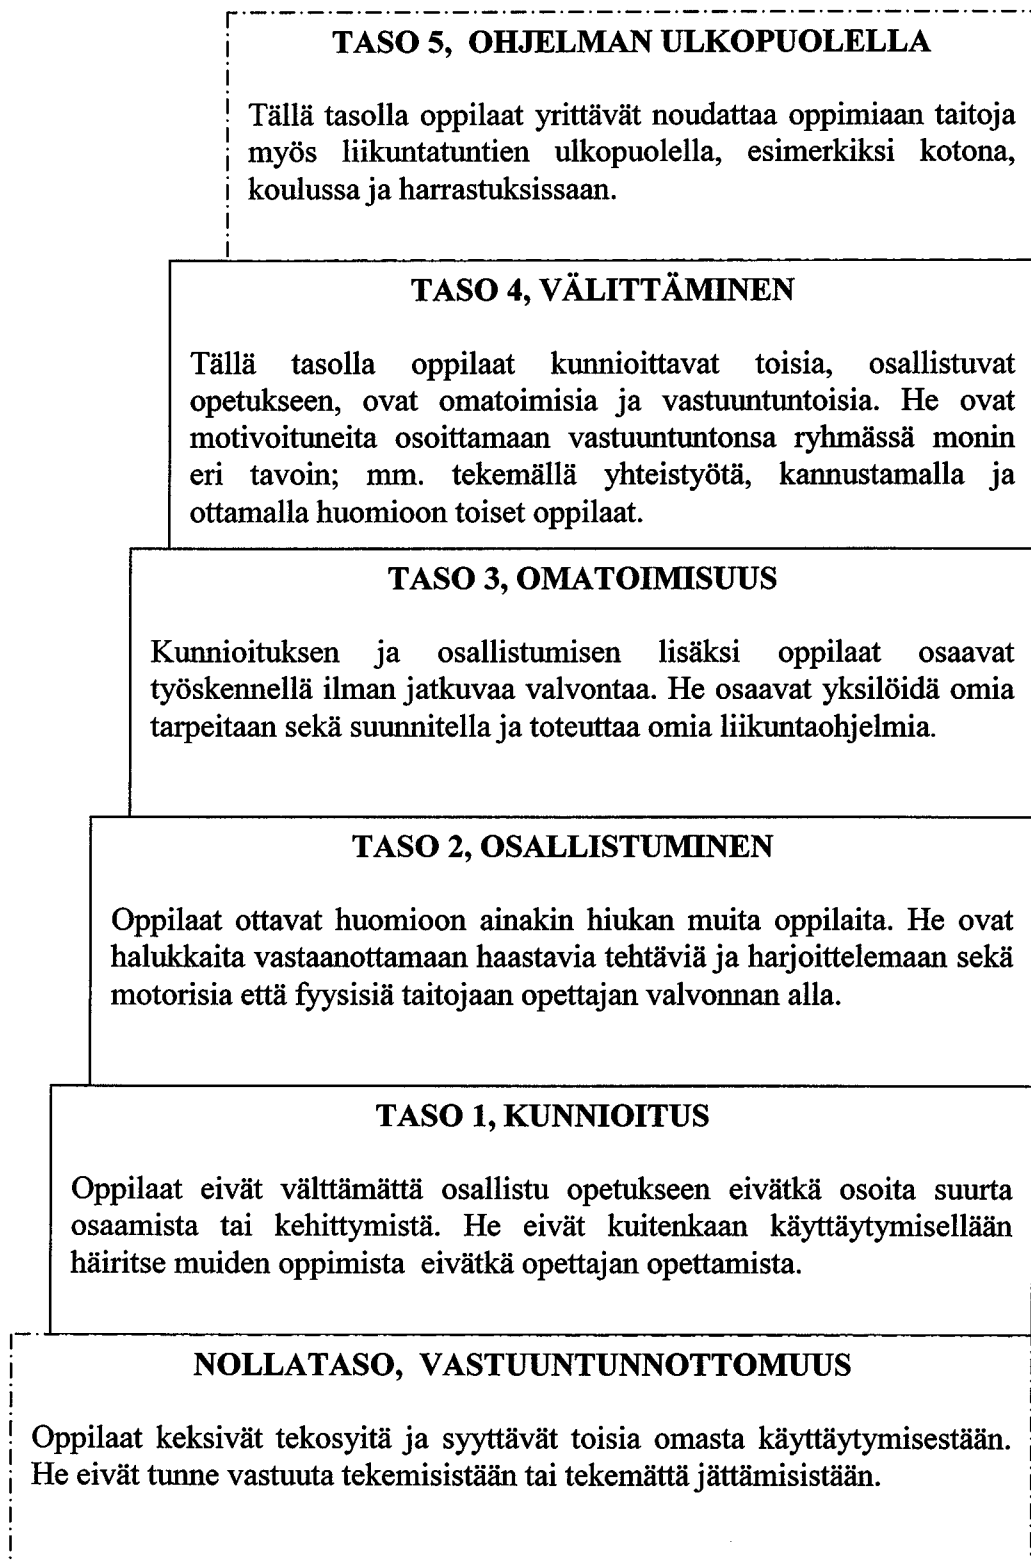 TASO 5, OHJELMAN ULKOPUOLELLA
Tällä tasolla oppilaat yrittävät noudattaa oppimiaan taitoja
myös liikuntatuntien ulkopuolella, esimerkiksi kotona,
koulussa ja harrastuksissaan.
TASO 4, VÄLITTÄMINEN
Tällä tasolla oppilaat kunnioittavat toisia, osallistuvat
opetukseen, ovat omatoimisia ja vastuuntuntoisia. He ovat
motivoituneita osoittamaan vastuuntuntonsa ryhmässä monin
eri tavoin; mm. tekemällä yhteistyötä, kannustamalla ja
ottamalla huomioon toiset oppilaat.
TASO 3, OMATOIMISUUS
Kunnioituksen ja osallistumisen lisäksi oppilaat osaavat
työskennellä ilman jatkuvaa valvontaa. He osaavat yksilöidä omia
tarpeitaan sekä suunnitella ja toteuttaa omia liikuntaohjelmia.
TASO 2, OSALLISTUMINEN
Oppilaat ottavat huomioon ainakin hiukan muita oppilaita. He ovat
halukkaita vastaanottamaan haastavia tehtäviä ja harjoittelemaan sekä
motorisia että fyysisiä taitojaan opettajan valvonnan alla.
TASO 1, KUNNIOITUS
Oppilaat eivät välttämättä osallistu opetukseen eivätkä osoita suurta
osaamista tai kehittymistä. He eivät kuitenkaan käyttäytymisellään
häiritse muiden oppimista eivätkä opettajan opettamista.
NOLLATASO, VASTUUNTUNNOTTOMUUS
Oppilaat keksivät tekosyitä ja syyttävät toisia omasta käyttäytymisestään.
He eivät tunne vastuuta tekemisistään tai tekemättä jättämisistään.